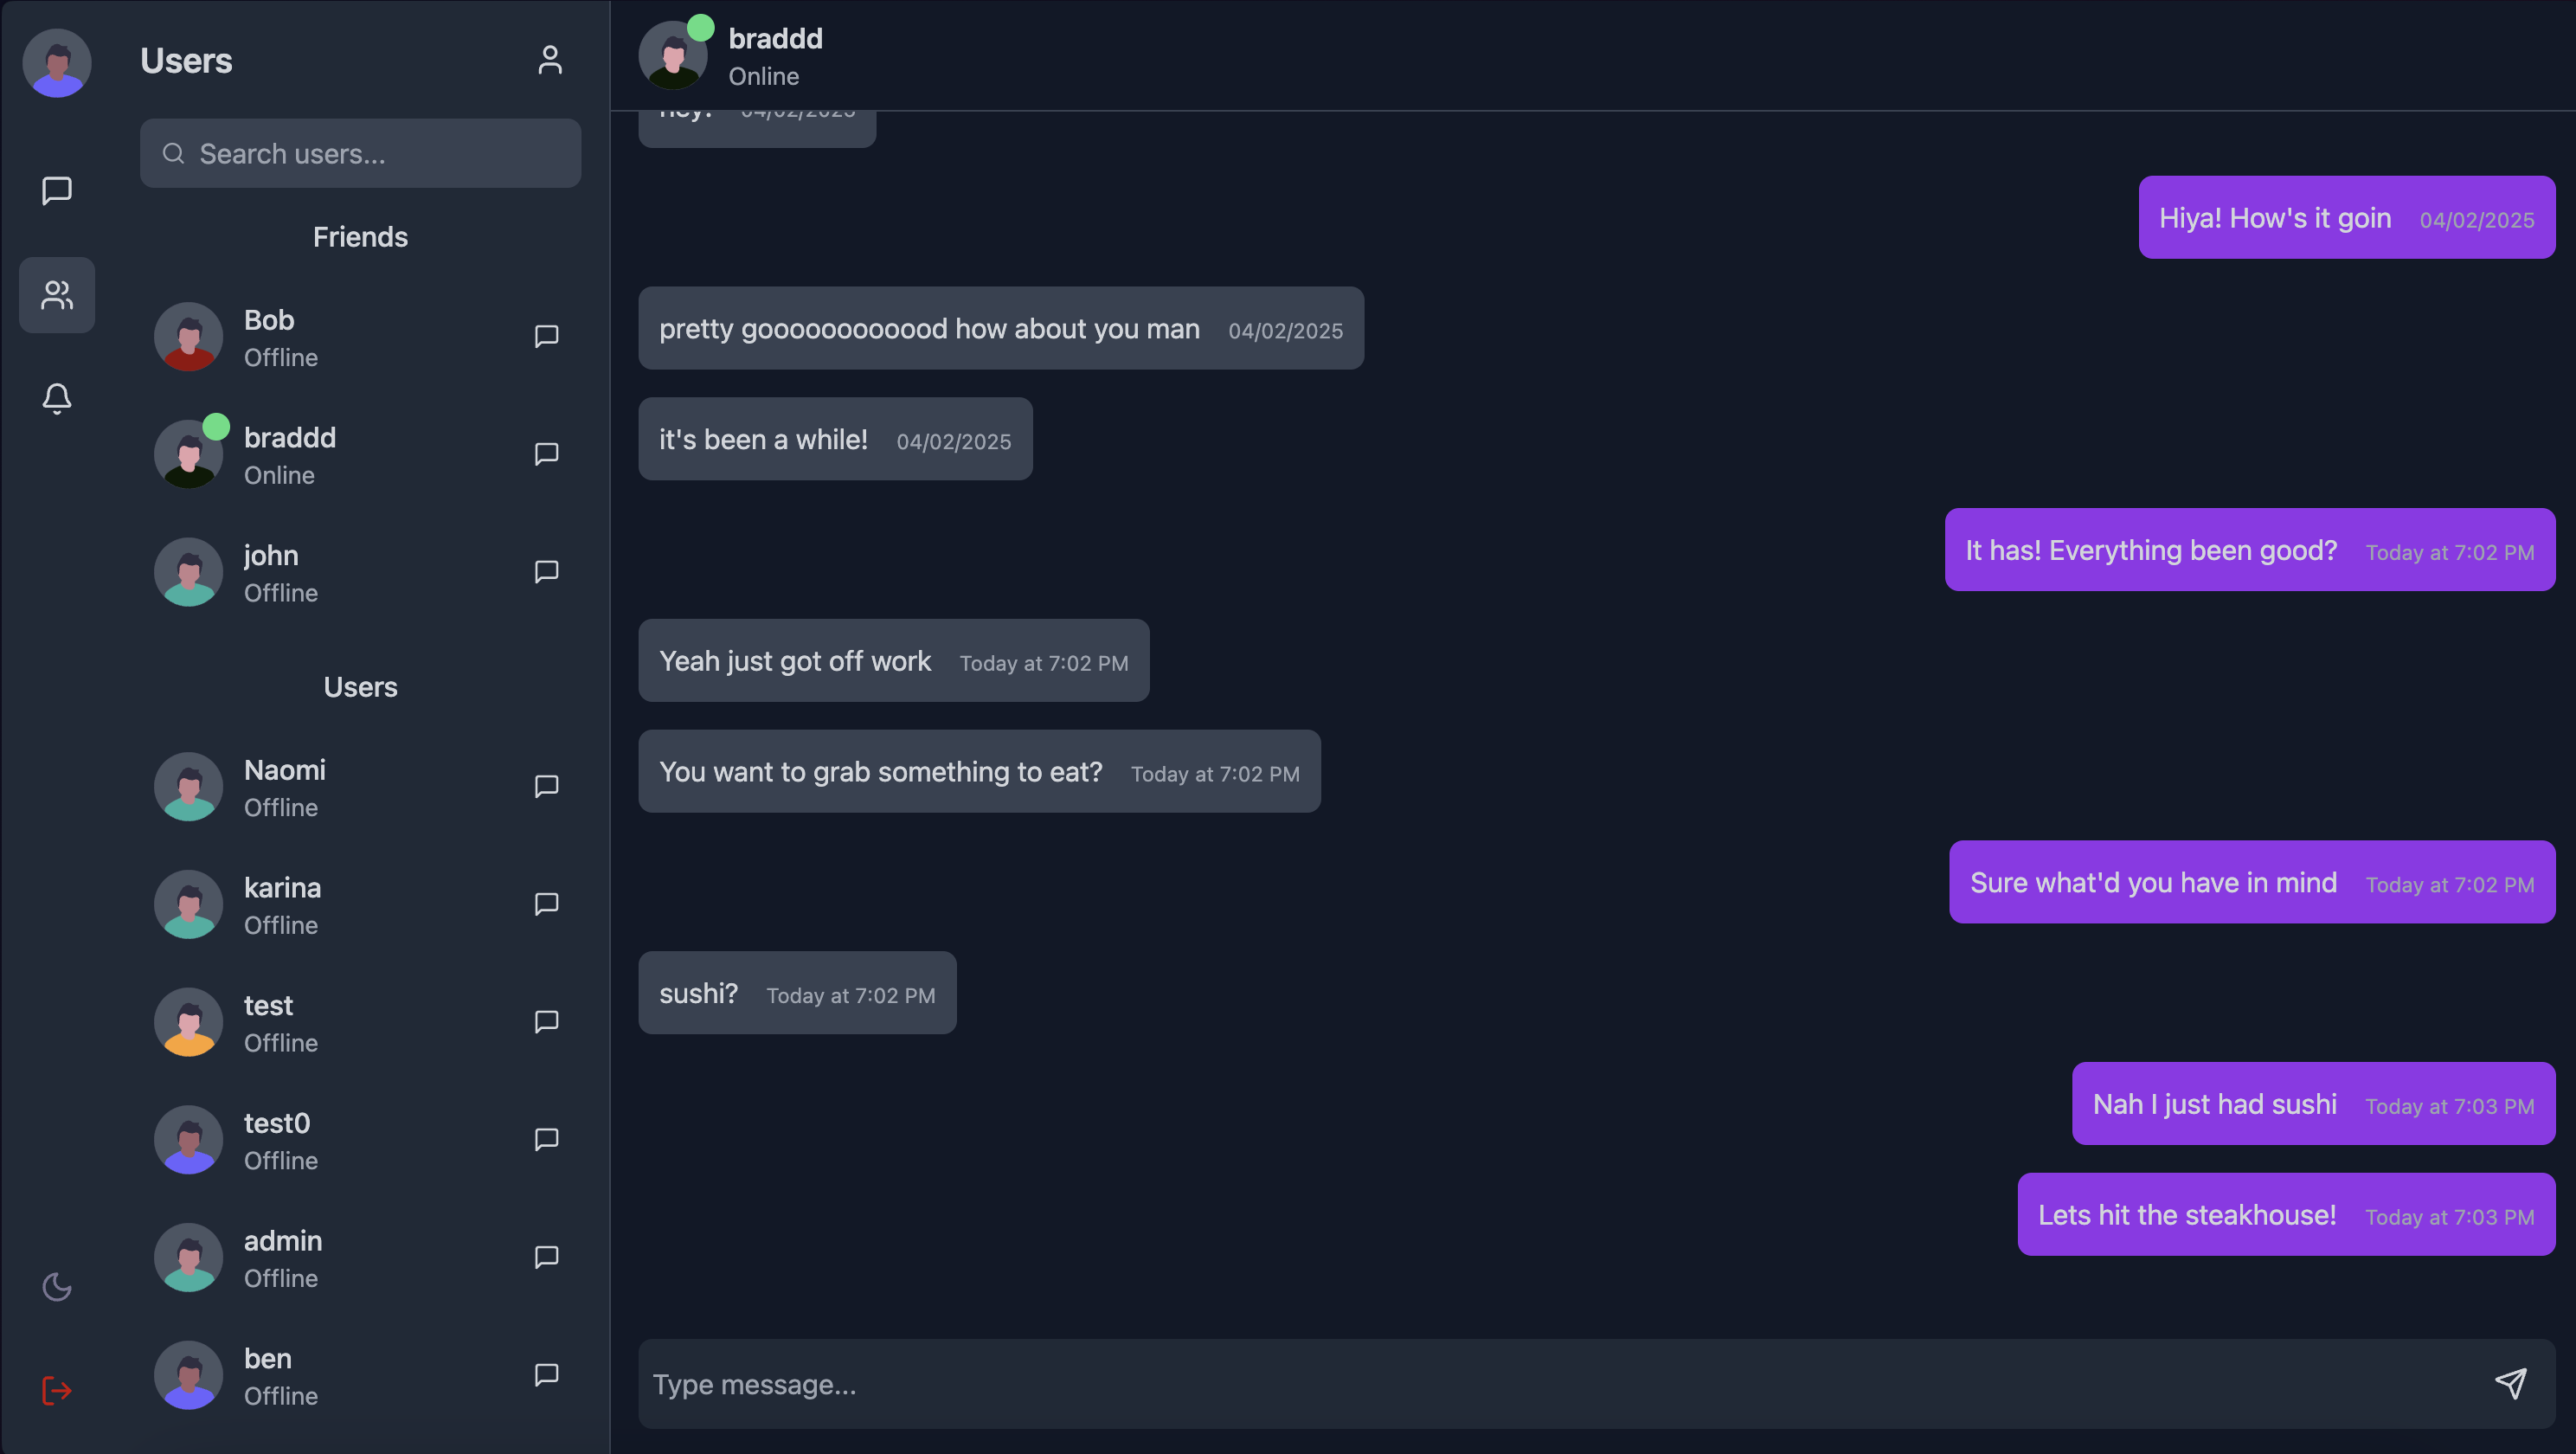 Users
Search users...
Friends
Bob
Offline
braddd
Online
john
Offline
Users
Naomi
Offline
karina
Offline
test
Offline
test0
Offline
admin
Offline
ben
Offline
braddd
Online
hey! 04/02/2025
Hiya! How's it goin 04/02/2025
pretty gooooooooooood how about you man 04/02/2025
it's been a while! 04/02/2025
It has! Everything been good? Today at 7:02 PM
Yeah just got off work Today at 7:02 PM
You want to grab something to eat? Today at 7:02 PM
Sure what'd you have in mind Today at 7:02 PM
sushi? Today at 7:02 PM
Nah I just had sushi Today at 7:03 PM
Lets hit the steakhouse! Today at 7:03 PM
Type message...